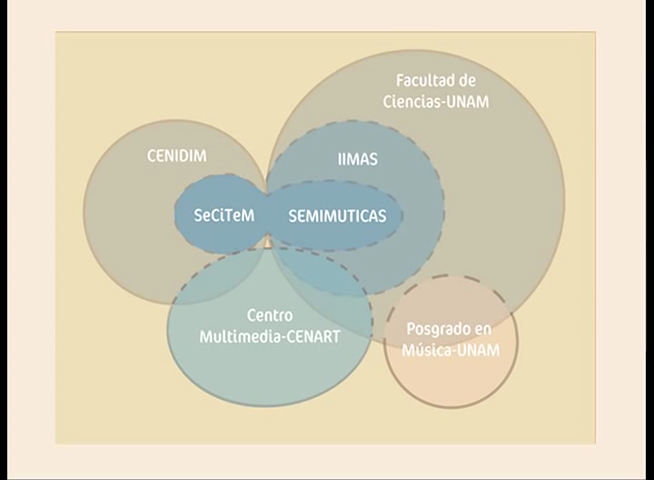 Facultad de
Ciencias-UNAM
CENIDIM
IIMAS
SeCiTeM
SEMIMUTICAS
Centro
Multimedia-CENART
Posgrado en
Música-UNAM